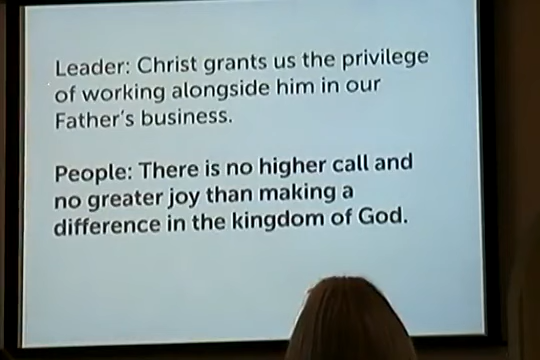 Leader: Christ grants us the privilege
of working alongside him in our
Father's business.
People: There is no higher call and
no greater joy than making a
difference in the kingdom of God.